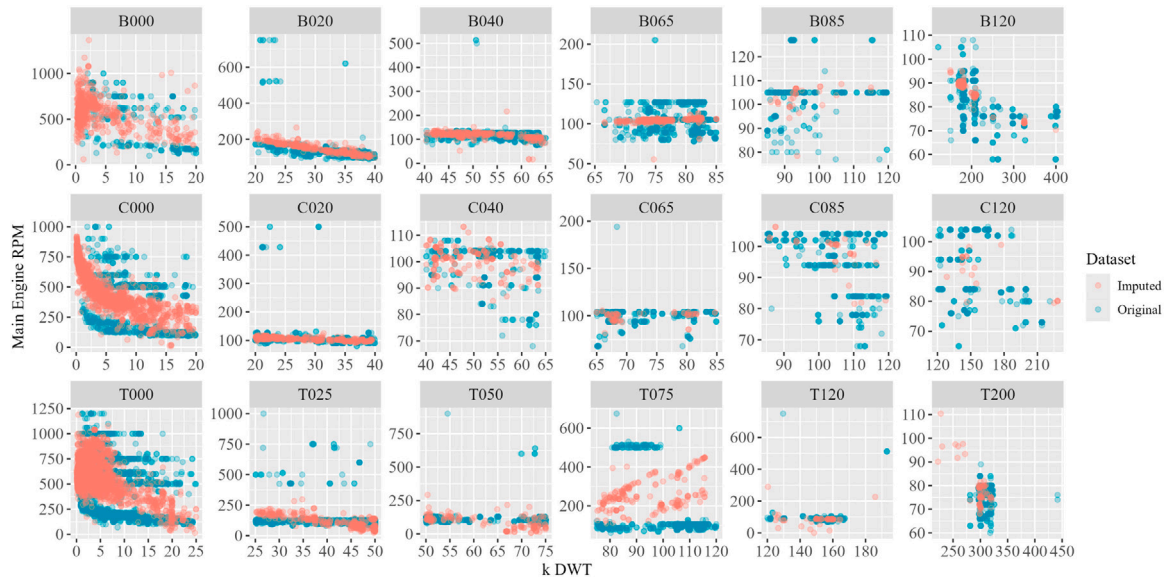 B000 B020 B040 B065 B085 B120
1000 500 0
0 5 10 15 20
600 400 200
20 25 30 35 40
500 400 300 200 100 0
40 45 50 55 60 65
200 150 100 50
65 70 75 80 85
120 110 100 90 80
90 100 110 120
120 110 100 90 80 70 60
200 300 400
C000 C020 C040 C065 C085 C120
1000 750 500 250 0
0 5 10 15 20
500 400 300 200 100
20 25 30 35 40
110 100 90 80 70
40 45 50 55 60 65
200 150 100
65 70 75 80 85
100 90 80 70
90 100 110 120
100 90 80 70
120 150 180 210
T000 T025 T050 T075 T120 T200
1250 1000 750 500 250 0
0 5 10 15 20 25
1000 750 500 250 0
25 30 35 40 45 50
750 500 250 0
50 55 60 65 70 75
600 400 200
80 90 100 110 120
600 400 200 0
120 140 160 180
110 100 90 80 70 60
250 300 350 400 450
Main Engine RPM
k DWT
Dataset
Imputed
Original